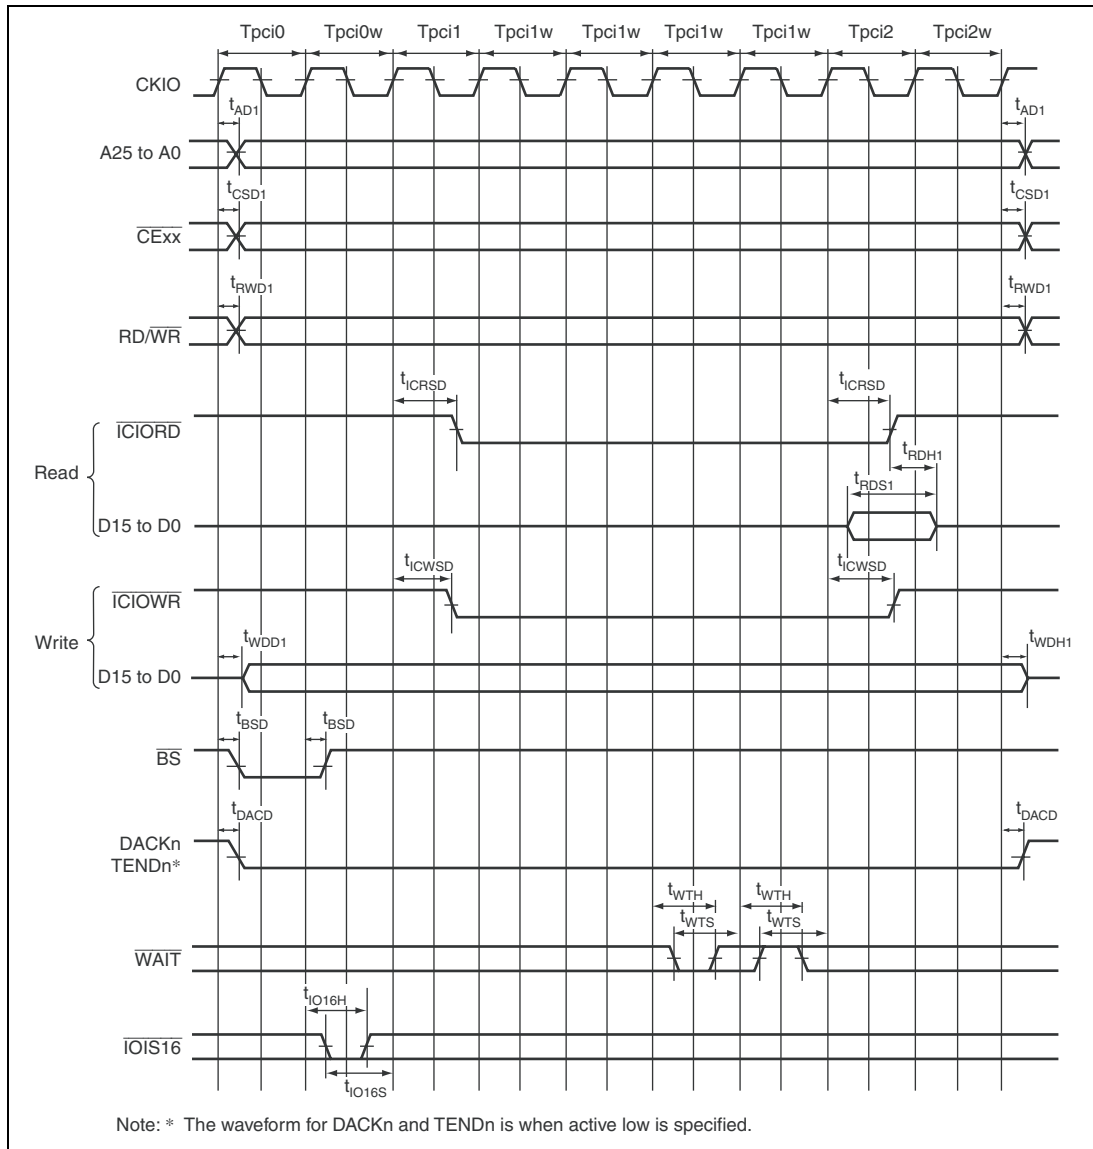 Tpci0 Tpci0w Tpci1 Tpci1w Tpci1w Tpci1w Tpci1w Tpci2 Tpci2w
CKIO
tAD1 tAD1
A25 to A0
tCSD1 tCSD1
CExx
tRWD1 tRWD1
RD/WR
tICRSD tICRSD
ICIORD
tRDH1
Read
tRDS1
D15 to D0
tICWSD tICWSD
ICIOWR
Write
tWDD1 tWDH1
D15 to D0
tBSD tBSD
BS
tDACD tDACD
DACKn
TENDn*
tWTH tWTH
tWTS tWTS
WAIT
tIO16H
IOIS16
tIO16S
Note: * The waveform for DACKn and TENDn is when active low is specified.